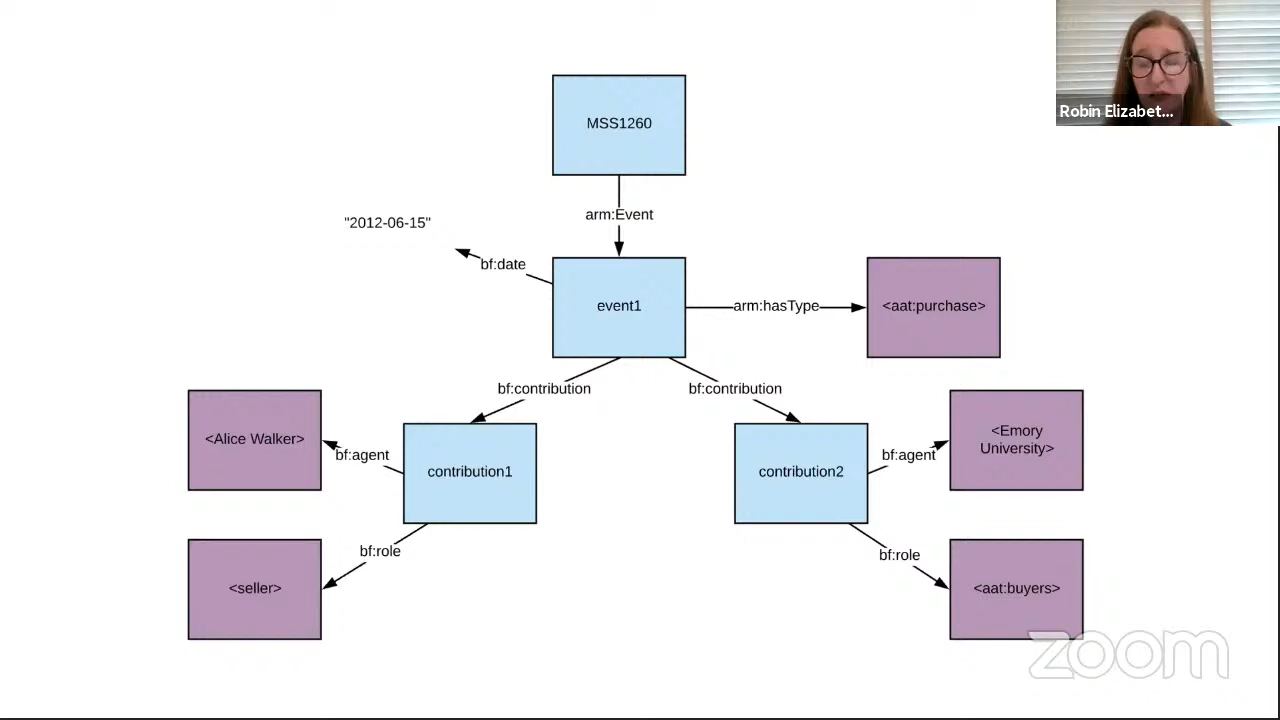 Robin Elizabet...
MSS1260
arm:Event
"2012-06-15"
bf:date
event1
arm:hasType
<aat:purchase>
bf:contribution
bf:contribution
<Alice Walker>
bf:agent
contribution1
contribution2
bf:agent
<Emory
University>
bf:role
bf:role
<seller>
<aat:buyers>
zoom